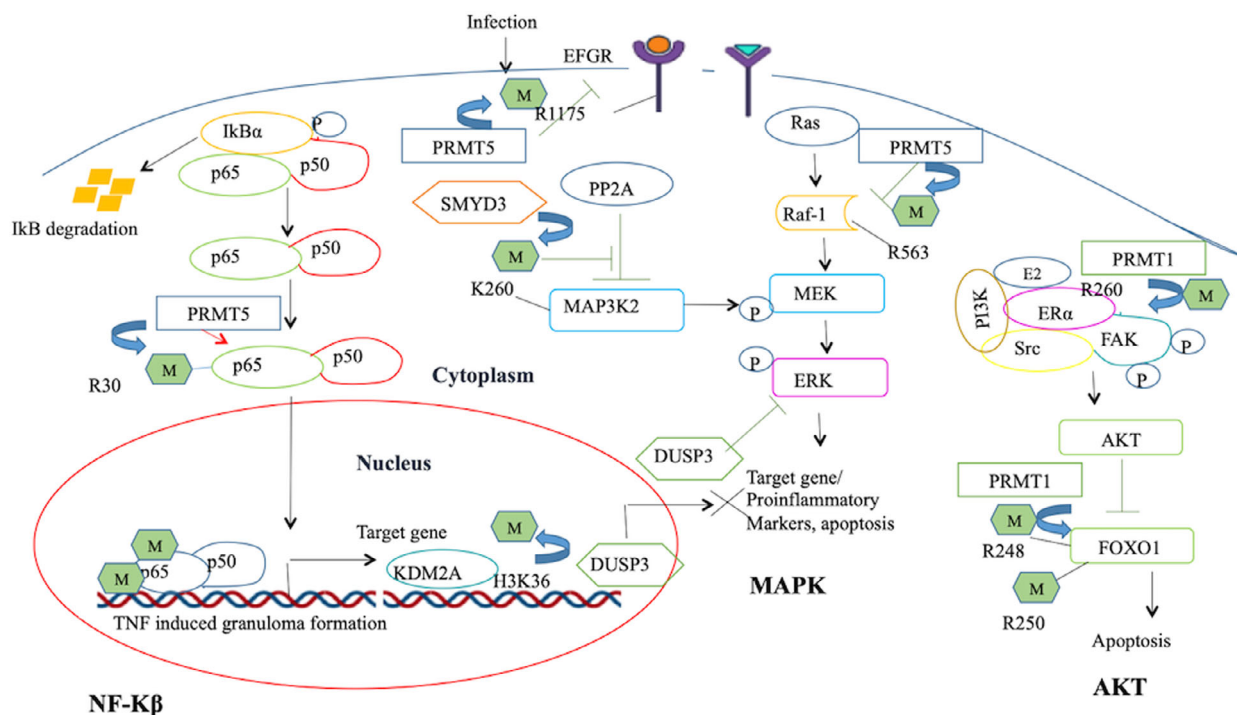 Infection
EFGR
M
R1175
PRMT5
IkBα
P
p65
p50
IkB degradation
p65
p50
PRMT5
M
R30
p65
p50
SMYD3
M
K260
PP2A
MAP3K2
Ras
PRMT5
M
Raf-1
R563
P
MEK
P
ERK
DUSP3
Target gene/
Proinflammatory
Markers, apoptosis
MAPK
Cytoplasm
Nucleus
M
M
p65
p50
TNF induced granuloma formation
Target gene
KDM2A
M
H3K36
DUSP3
NF-Kβ
PRMT1
E2
R260
M
PI3K
ERα
Src
FAK
P
P
AKT
PRMT1
M
R248
FOXO1
M
R250
Apoptosis
AKT